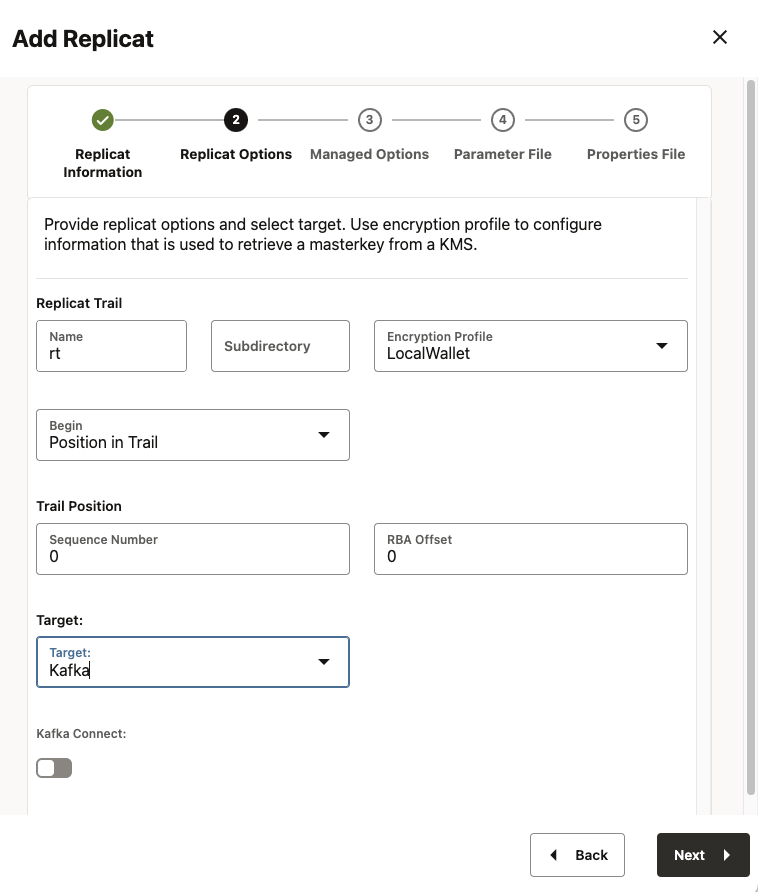 Add Replicat
2
3
4
5
Replicat
Information
Replicat Options
Managed Options
Parameter File
Properties File
Provide replicat options and select target. Use encryption profile to configure
information that is used to retrieve a masterkey from a KMS.
Replicat Trail
Name
rt
Subdirectory
Encryption Profile
LocalWallet
Begin
Position in Trail
Trail Position
Sequence Number
0
RBA Offset
0
Target:
Target:
Kafka
Kafka Connect:
Back
Next